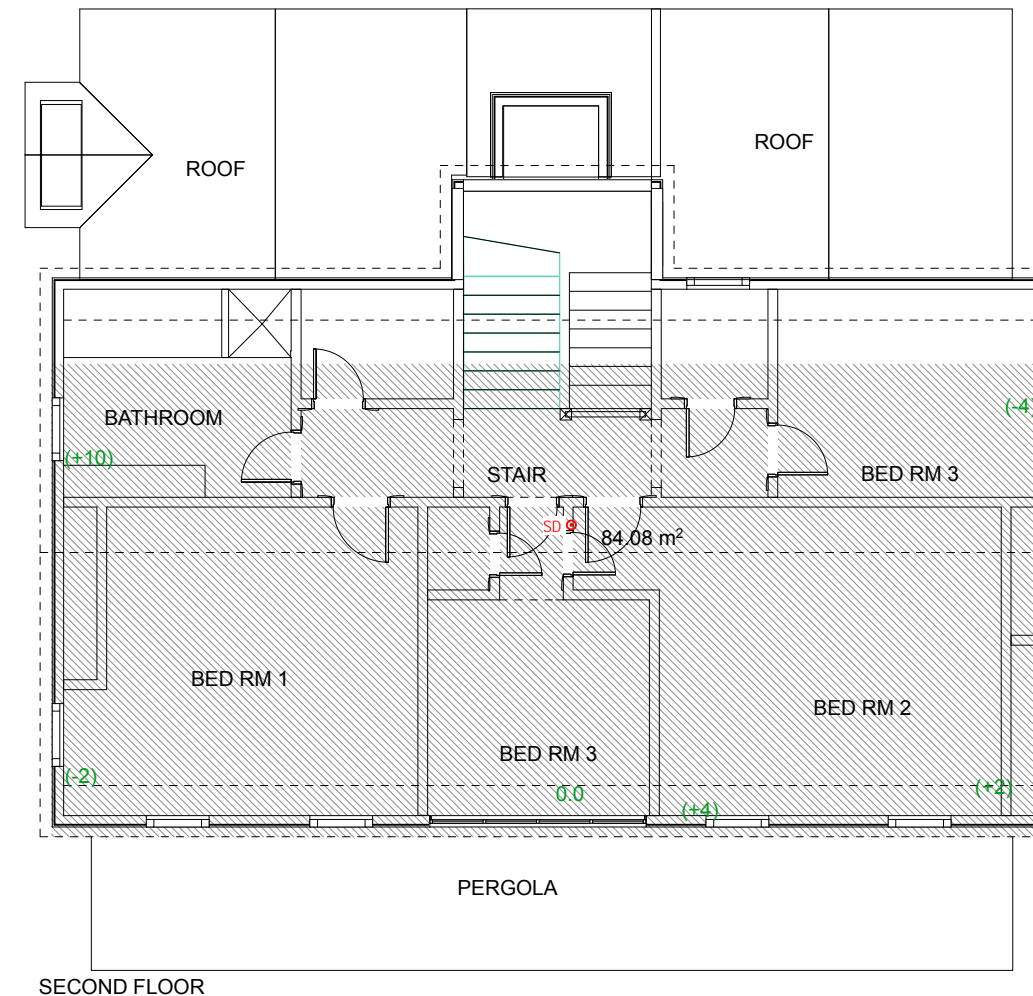 ROOF
ROOF
BATHROOM
(-4)
(+10)
STAIR
BED RM 3
SD
84.08 m²
BED RM 1
BED RM 2
BED RM 3
(-2)
0.0
(+4)
(+2)
PERGOLA
SECOND FLOOR